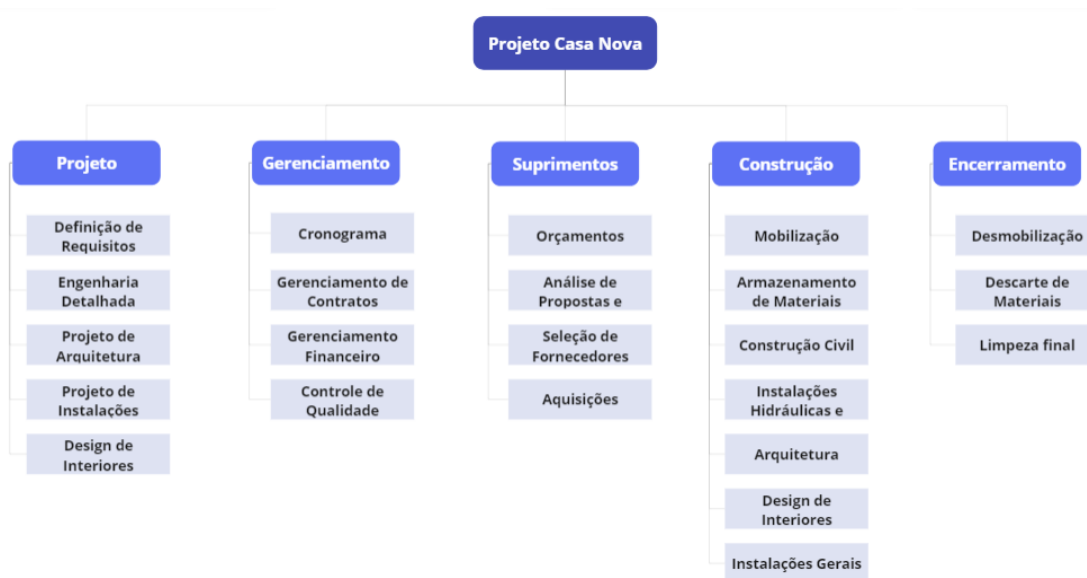 Projeto Casa Nova
Projeto
Definição de
Requisitos
Engenharia
Detalhada
Projeto de
Arquitetura
Projeto de
Instalações
Design de
Interiores
Gerenciamento
Cronograma
Gerenciamento de
Contratos
Gerenciamento
Financeiro
Controle de
Qualidade
Suprimentos
Orçamentos
Análise de
Propostas e
Seleção de
Fornecedores
Aquisições
Construção
Mobilização
Armazenamento
de Materiais
Construção Civil
Instalações
Hidráulicas e
Arquitetura
Design de
Interiores
Instalações Gerais
Encerramento
Desmobilização
Descarte de
Materiais
Limpeza final